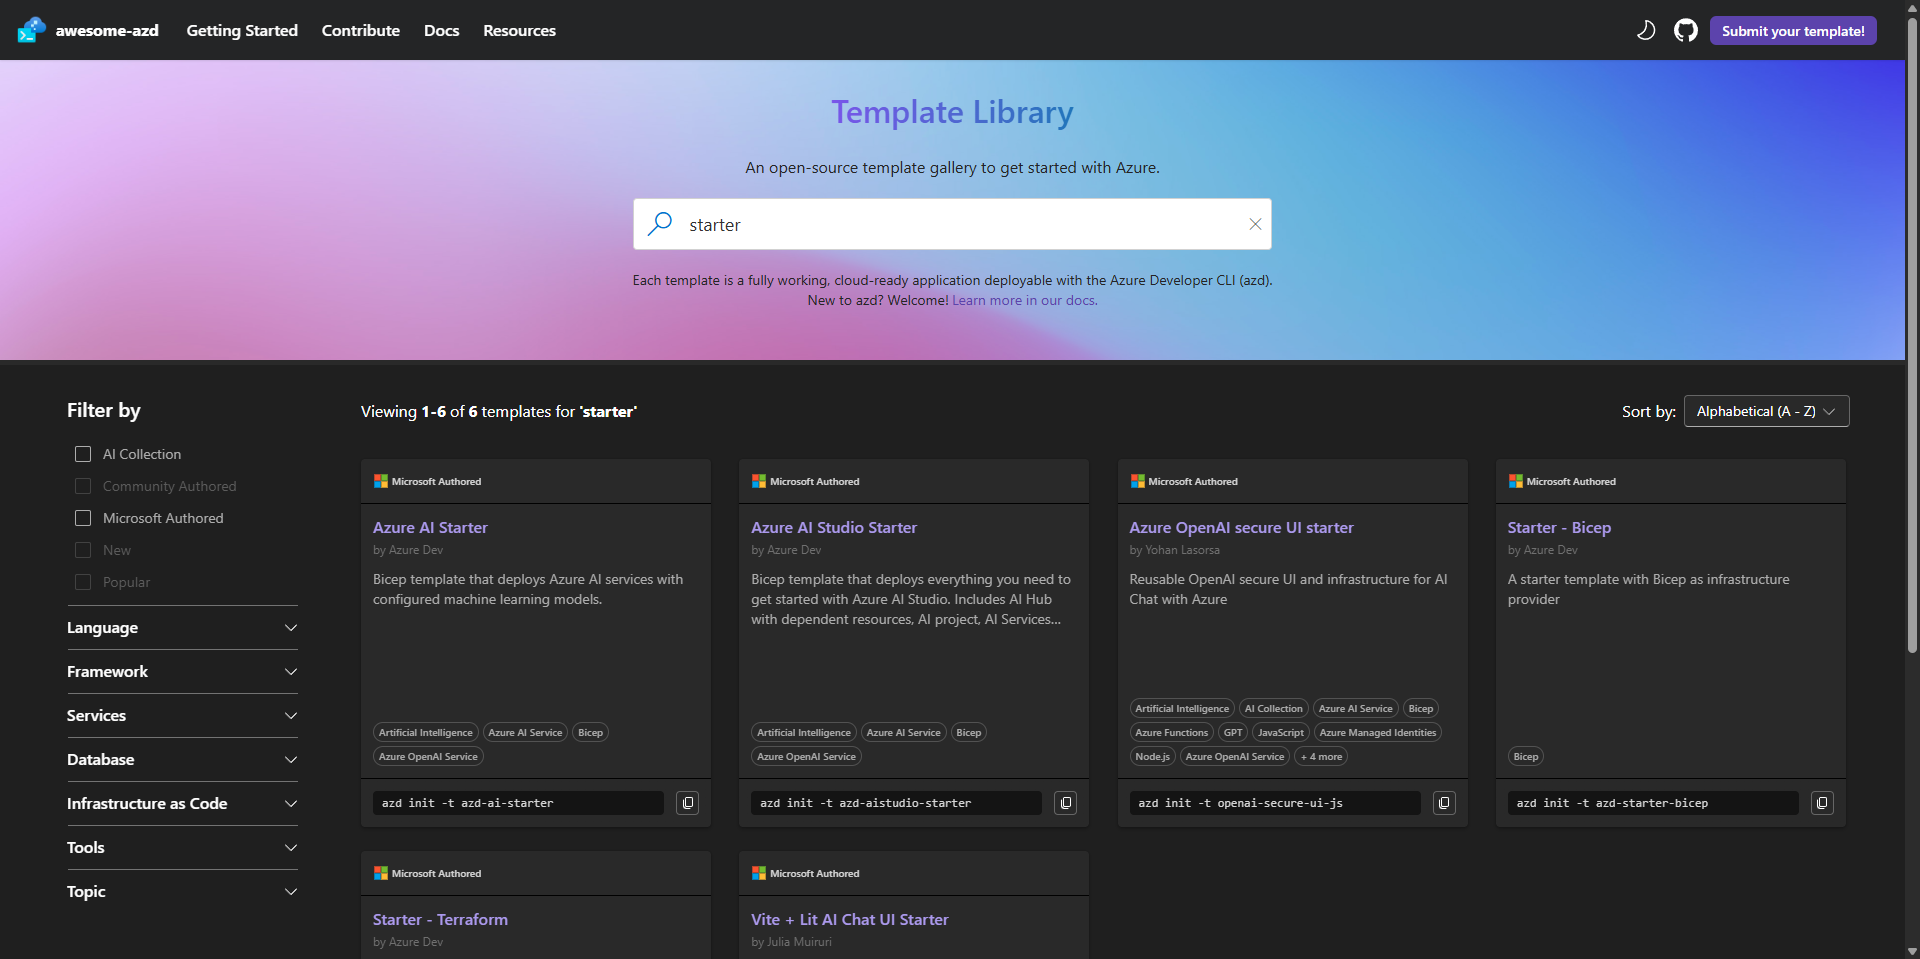 awesome-azd Getting Started Contribute Docs Resources Submit your template!
Template Library
An open-source template gallery to get started with Azure.
starter
Each template is a fully working, cloud-ready application deployable with the Azure Developer CLI (azd).
New to azd? Welcome! Learn more in our docs.
Filter by
AI Collection
Community Authored
Microsoft Authored
New
Popular
Language
Framework
Services
Database
Infrastructure as Code
Tools
Topic
Viewing 1-6 of 6 templates for 'starter'
Sort by: Alphabetical (A - Z)
Microsoft Authored
Azure AI Starter
by Azure Dev
Bicep template that deploys Azure AI services with
configured machine learning models.
Artificial Intelligence Azure AI Service Bicep
Azure OpenAI Service
azd init -t azd-ai-starter
Microsoft Authored
Azure AI Studio Starter
by Azure Dev
Bicep template that deploys everything you need to
get started with Azure AI Studio. Includes AI Hub
with dependent resources, AI project, AI Services...
Artificial Intelligence Azure AI Service Bicep
Azure OpenAI Service
azd init -t azd-aistudio-starter
Microsoft Authored
Azure OpenAI secure UI starter
by Yohan Lasorsa
Reusable OpenAI secure UI and infrastructure for AI
Chat with Azure
Artificial Intelligence AI Collection Azure AI Service Bicep
Azure Functions GPT JavaScript Azure Managed Identities
Node.js Azure OpenAI Service + 4 more
azd init -t openai-secure-ui-js
Microsoft Authored
Starter - Bicep
by Azure Dev
A starter template with Bicep as infrastructure
provider
Bicep
azd init -t azd-starter-bicep
Microsoft Authored
Starter - Terraform
by Azure Dev
Microsoft Authored
Vite + Lit AI Chat UI Starter
by Julia Muiruri